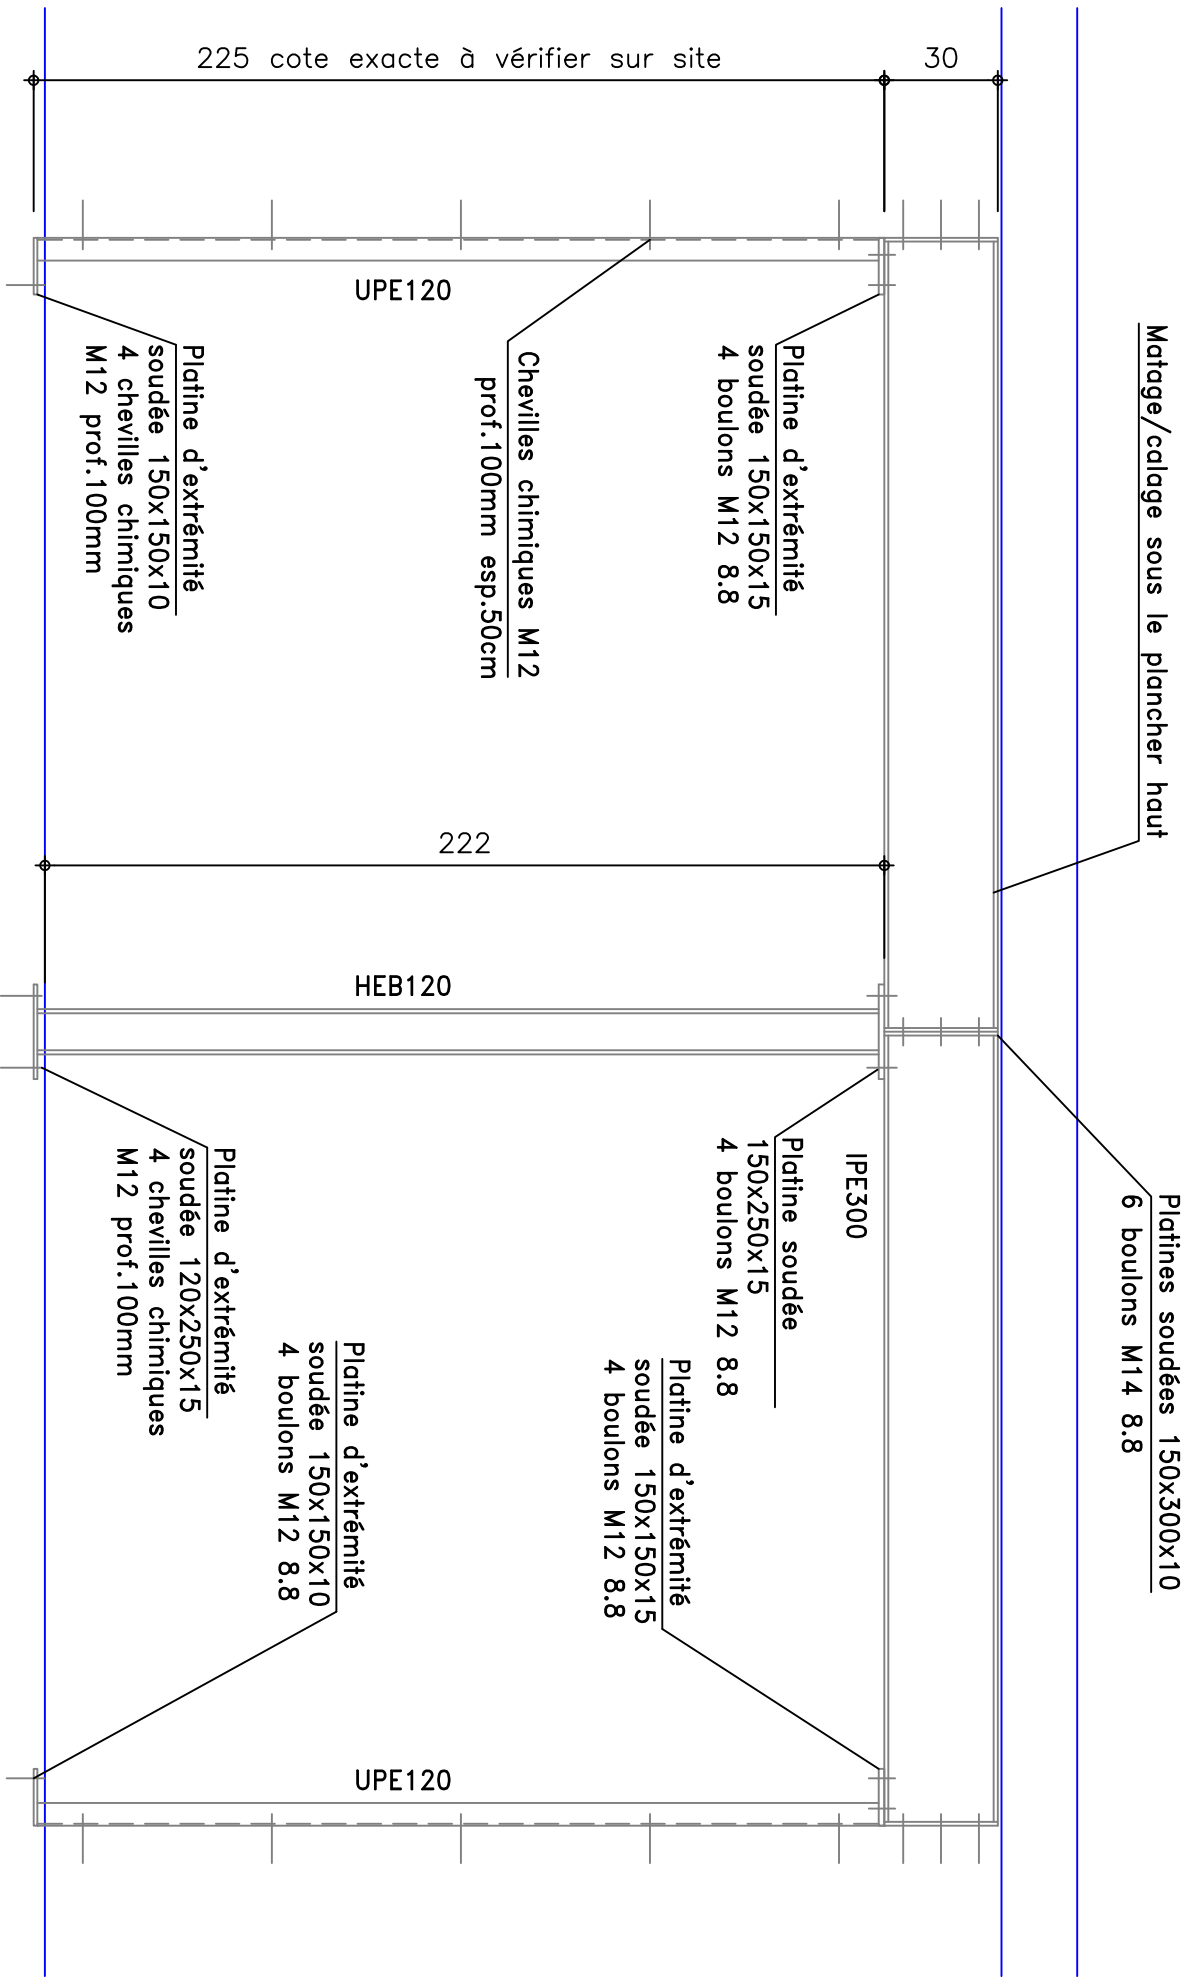 225 cote exacte à vérifier sur site
30
UPE120
Matage/calage sous le plancher haut
Platine d'extrémité
soudée 150x150x15
4 boulons M12 8.8
Chevilles chimiques M12
prof.100mm esp.50cm
Platine d'extrémité
soudée 150x150x10
4 chevilles chimiques
M12 prof.100mm
222
HEB120
Platines soudées 150x300x10
6 boulons M14 8.8
IPE300
Platine soudée
150x250x15
4 boulons M12 8.8
Platine d'extrémité
soudée 120x250x15
4 chevilles chimiques
M12 prof.100mm
Platine d'extrémité
soudée 150x150x15
4 boulons M12 8.8
Platine d'extrémité
soudée 150x150x10
4 boulons M12 8.8
UPE120